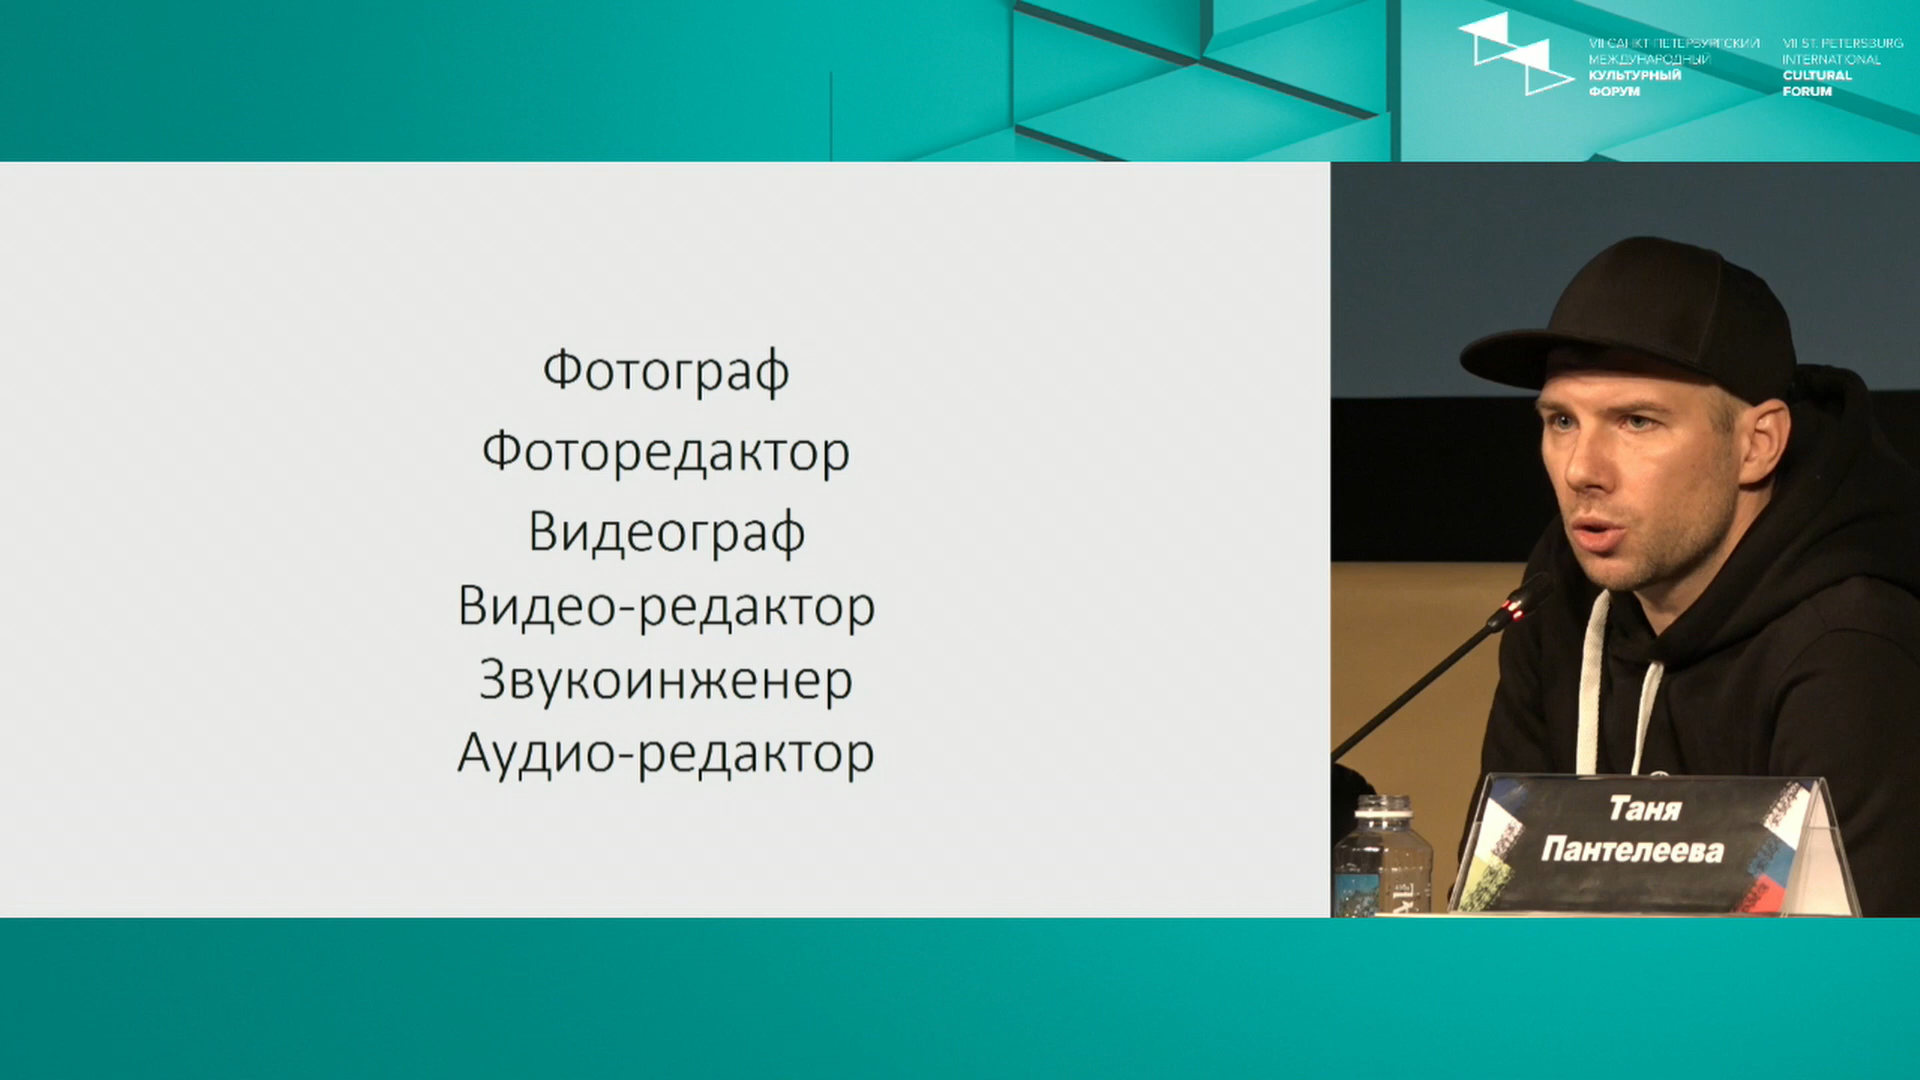 VII САНКТ-ПЕТЕРБУРГСКИЙ
МЕЖДУНАРОДНЫЙ
КУЛЬТУРНЫЙ
ФОРУМ
VII ST. PETERSBURG
INTERNATIONAL
CULTURAL
FORUM
Фотограф
Фоторедактор
Видеограф
Видео-редактор
Звукоинженер
Аудио-редактор
Таня
Пантелеева